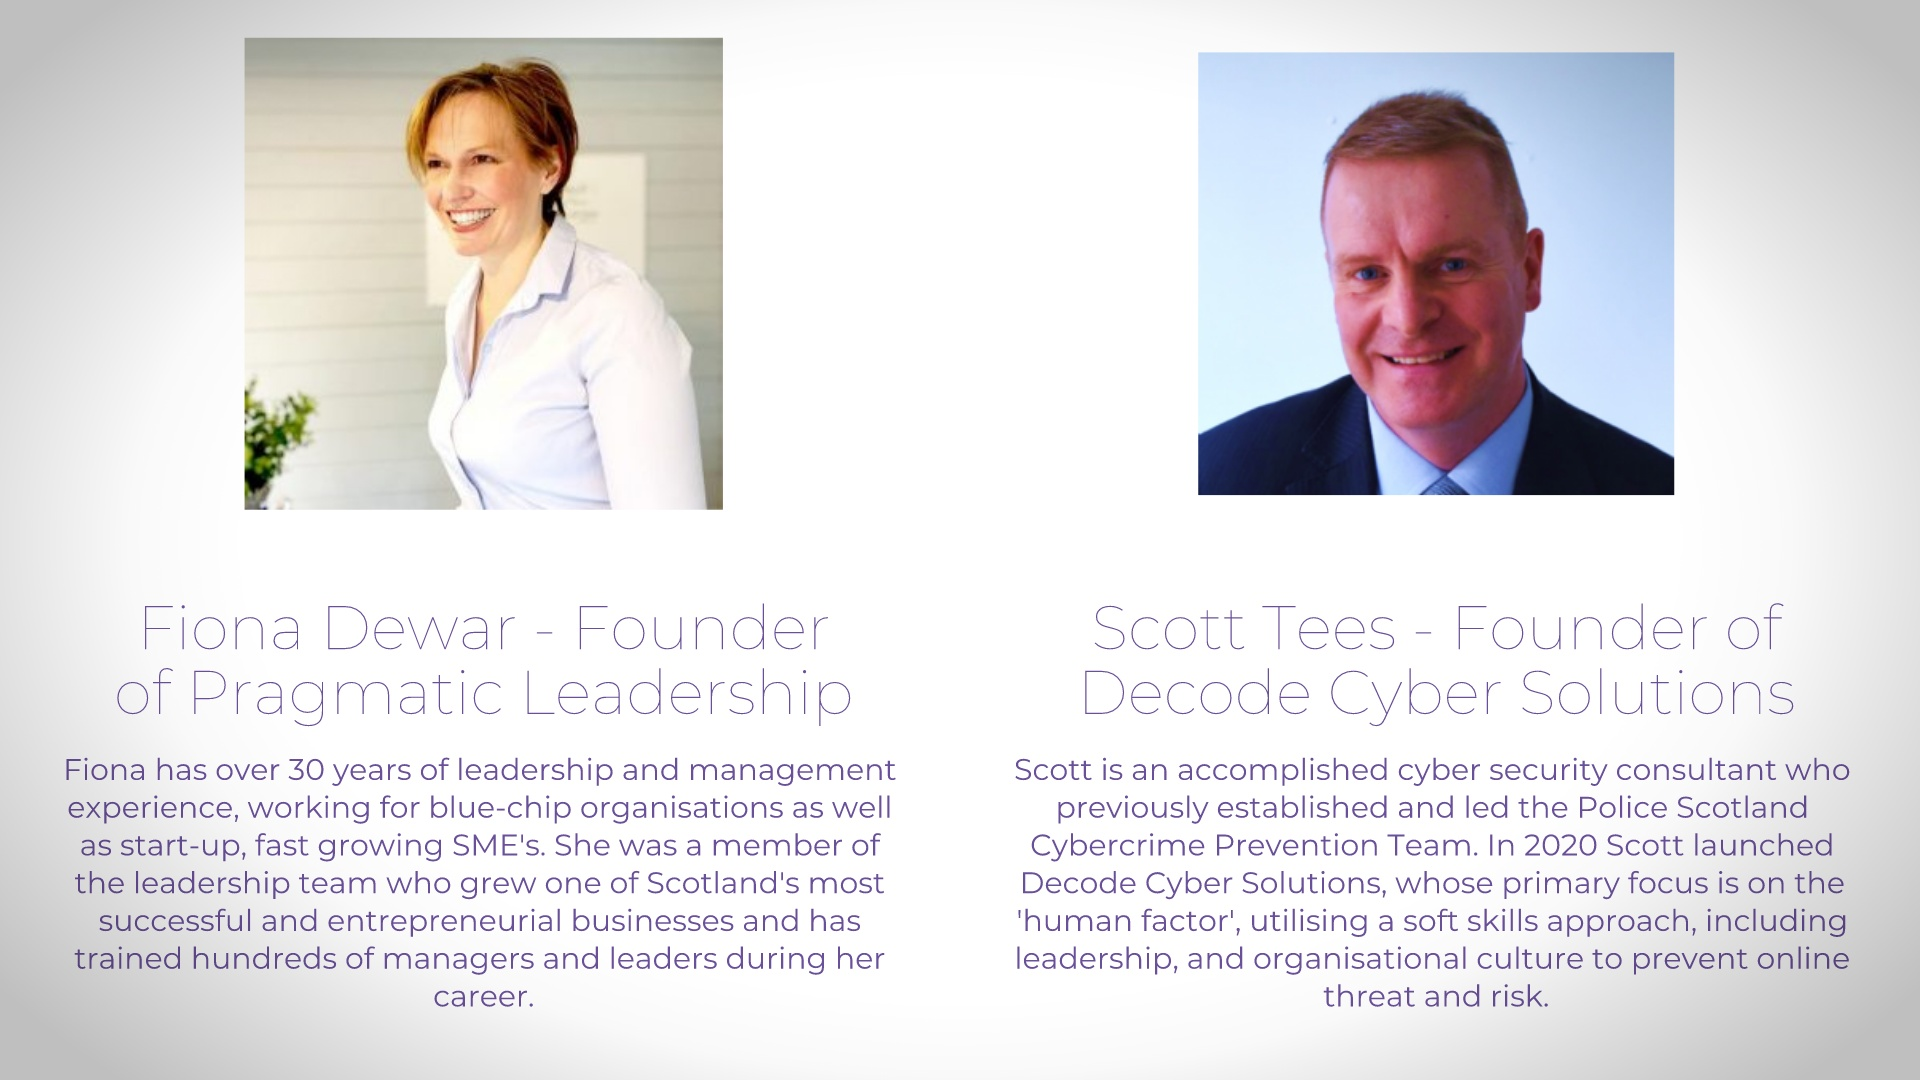 Fiona Dewar - Founder
of Pragmatic Leadership
Fiona has over 30 years of leadership and management
experience, working for blue-chip organisations as well
as start-up, fast growing SME's. She was a member of
the leadership team who grew one of Scotland's most
successful and entrepreneurial businesses and has
trained hundreds of managers and leaders during her
career.
Scott Tees - Founder of
Decode Cyber Solutions
Scott is an accomplished cyber security consultant who
previously established and led the Police Scotland
Cybercrime Prevention Team. In 2020 Scott launched
Decode Cyber Solutions, whose primary focus is on the
'human factor', utilising a soft skills approach, including
leadership, and organisational culture to prevent online
threat and risk.